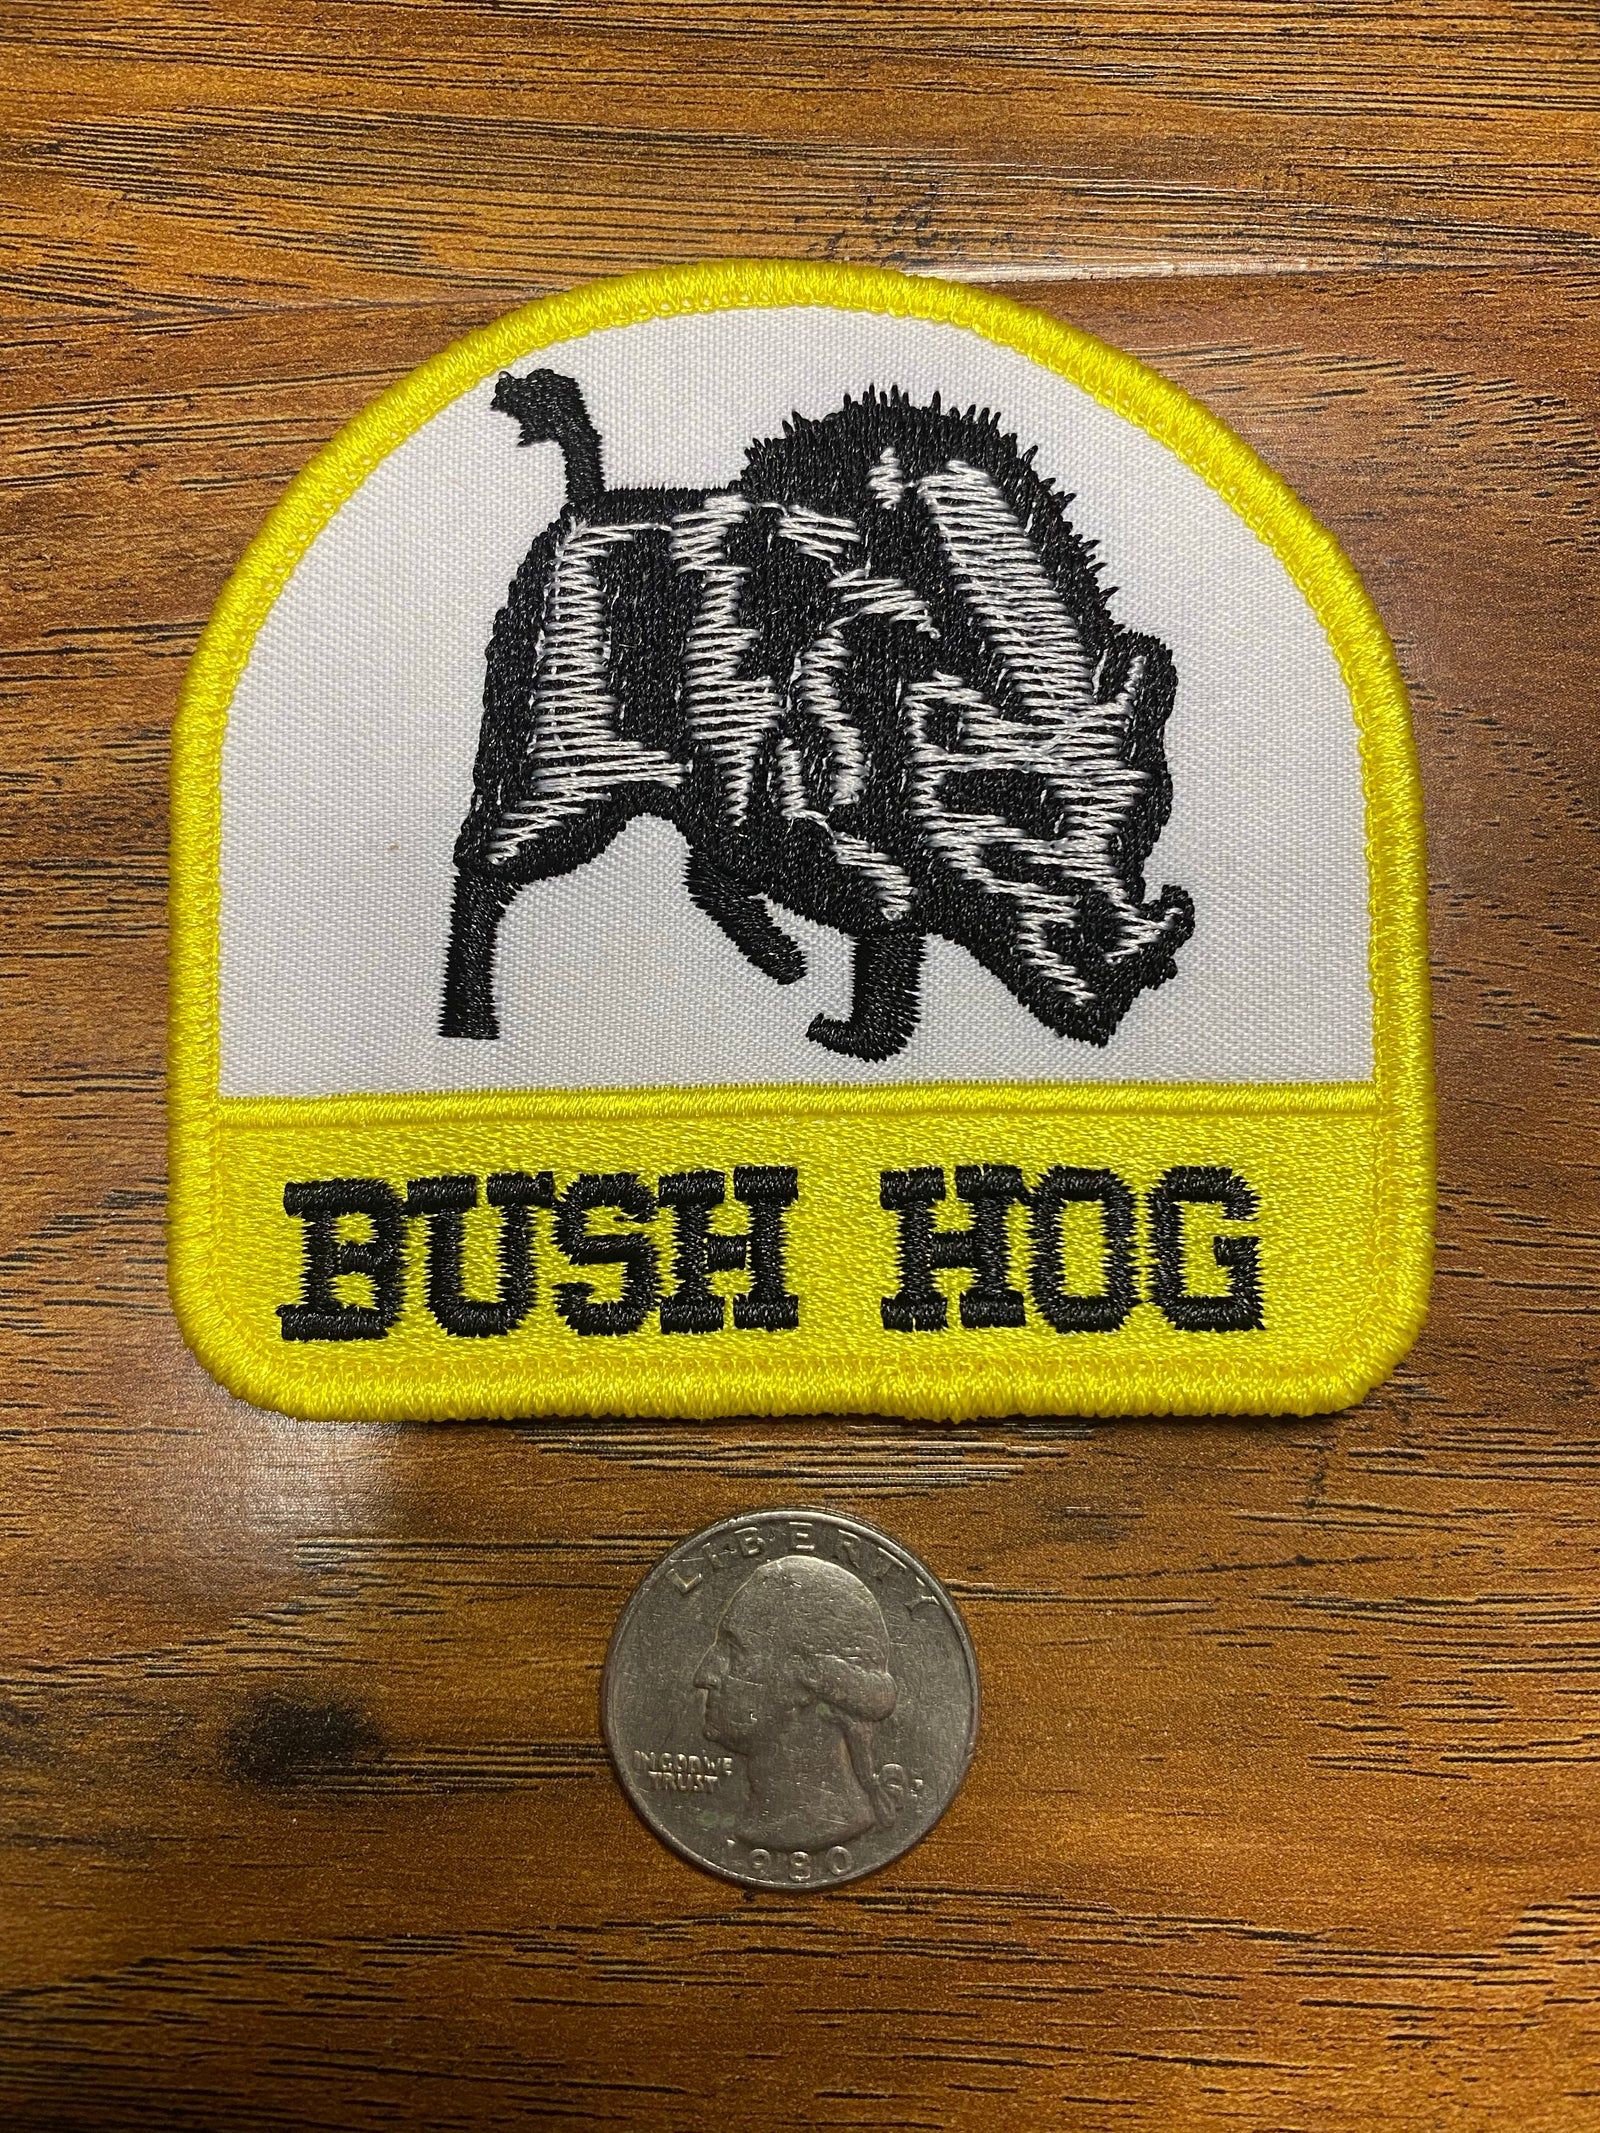 BUSH HOG
LIBERTY
IN GOD WE
TRUST
D
1980